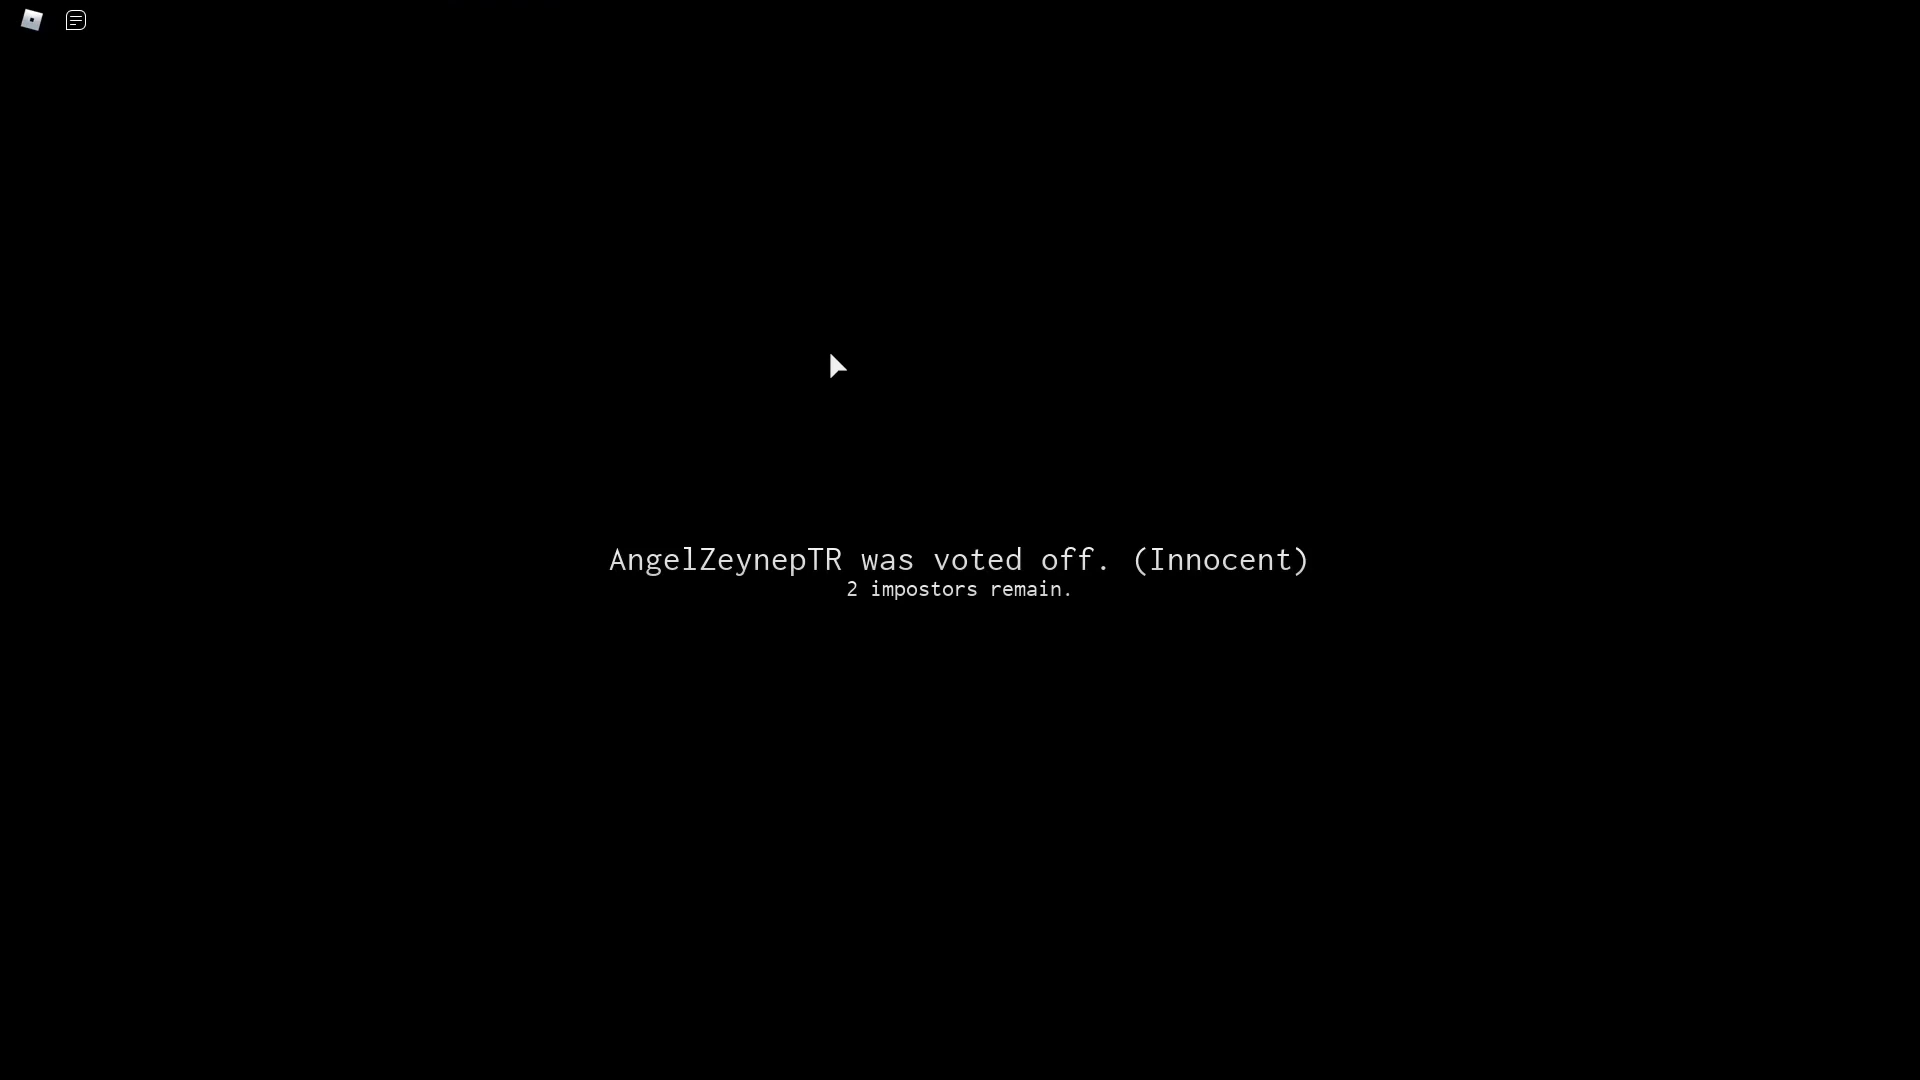 AngelZeynepTR was voted off. (Innocent)
2 impostors remain.